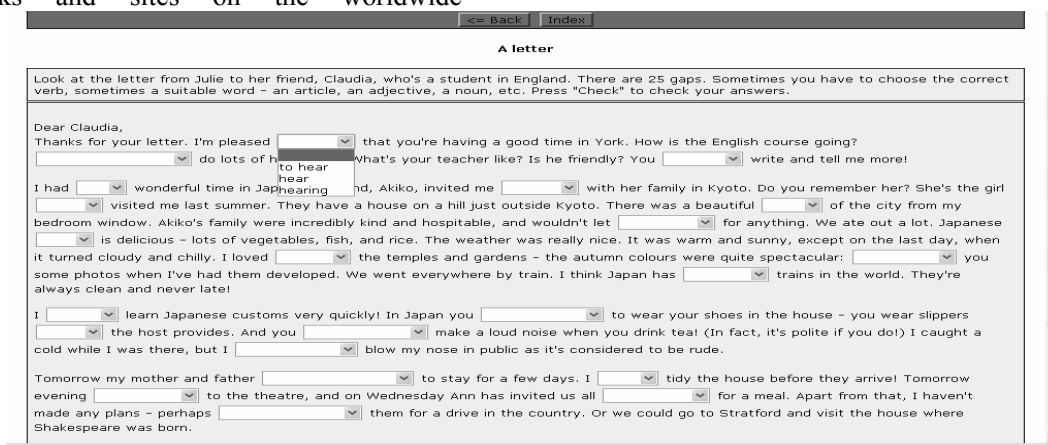 ks and sites on the worldwide
<= Back Index
A letter
Look at the letter from Julie to her friend, Claudia, who's a student in England. There are 25 gaps. Sometimes you have to choose the correct
verb, sometimes a suitable word – an article, an adjective, a noun, etc. Press "Check" to check your answers.
Dear Claudia,
Thanks for your letter. I'm pleased that you're having a good time in York. How is the English course going?
do lots of h What's your teacher like? Is he friendly? You write and tell me more!
to hear
hear
hearing
I had wonderful time in Jap nd, Akiko, invited me with her family in Kyoto. Do you remember her? She's the girl
visited me last summer. They have a house on a hill just outside Kyoto. There was a beautiful of the city from my
bedroom window. Akiko's family were incredibly kind and hospitable, and wouldn't let for anything. We ate out a lot. Japanese
is delicious – lots of vegetables, fish, and rice. The weather was really nice. It was warm and sunny, except on the last day, when
it turned cloudy and chilly. I loved the temples and gardens – the autumn colours were quite spectacular: you
some photos when I've had them developed. We went everywhere by train. I think Japan has trains in the world. They're
always clean and never late!
I learn Japanese customs very quickly! In Japan you to wear your shoes in the house – you wear slippers
the host provides. And you make a loud noise when you drink tea! (In fact, it's polite if you do!) I caught a
cold while I was there, but I blow my nose in public as it's considered to be rude.
Tomorrow my mother and father to stay for a few days. I tidy the house before they arrive! Tomorrow
evening to the theatre, and on Wednesday Ann has invited us all for a meal. Apart from that, I haven't
made any plans – perhaps them for a drive in the country. Or we could go to Stratford and visit the house where
Shakespeare was born.